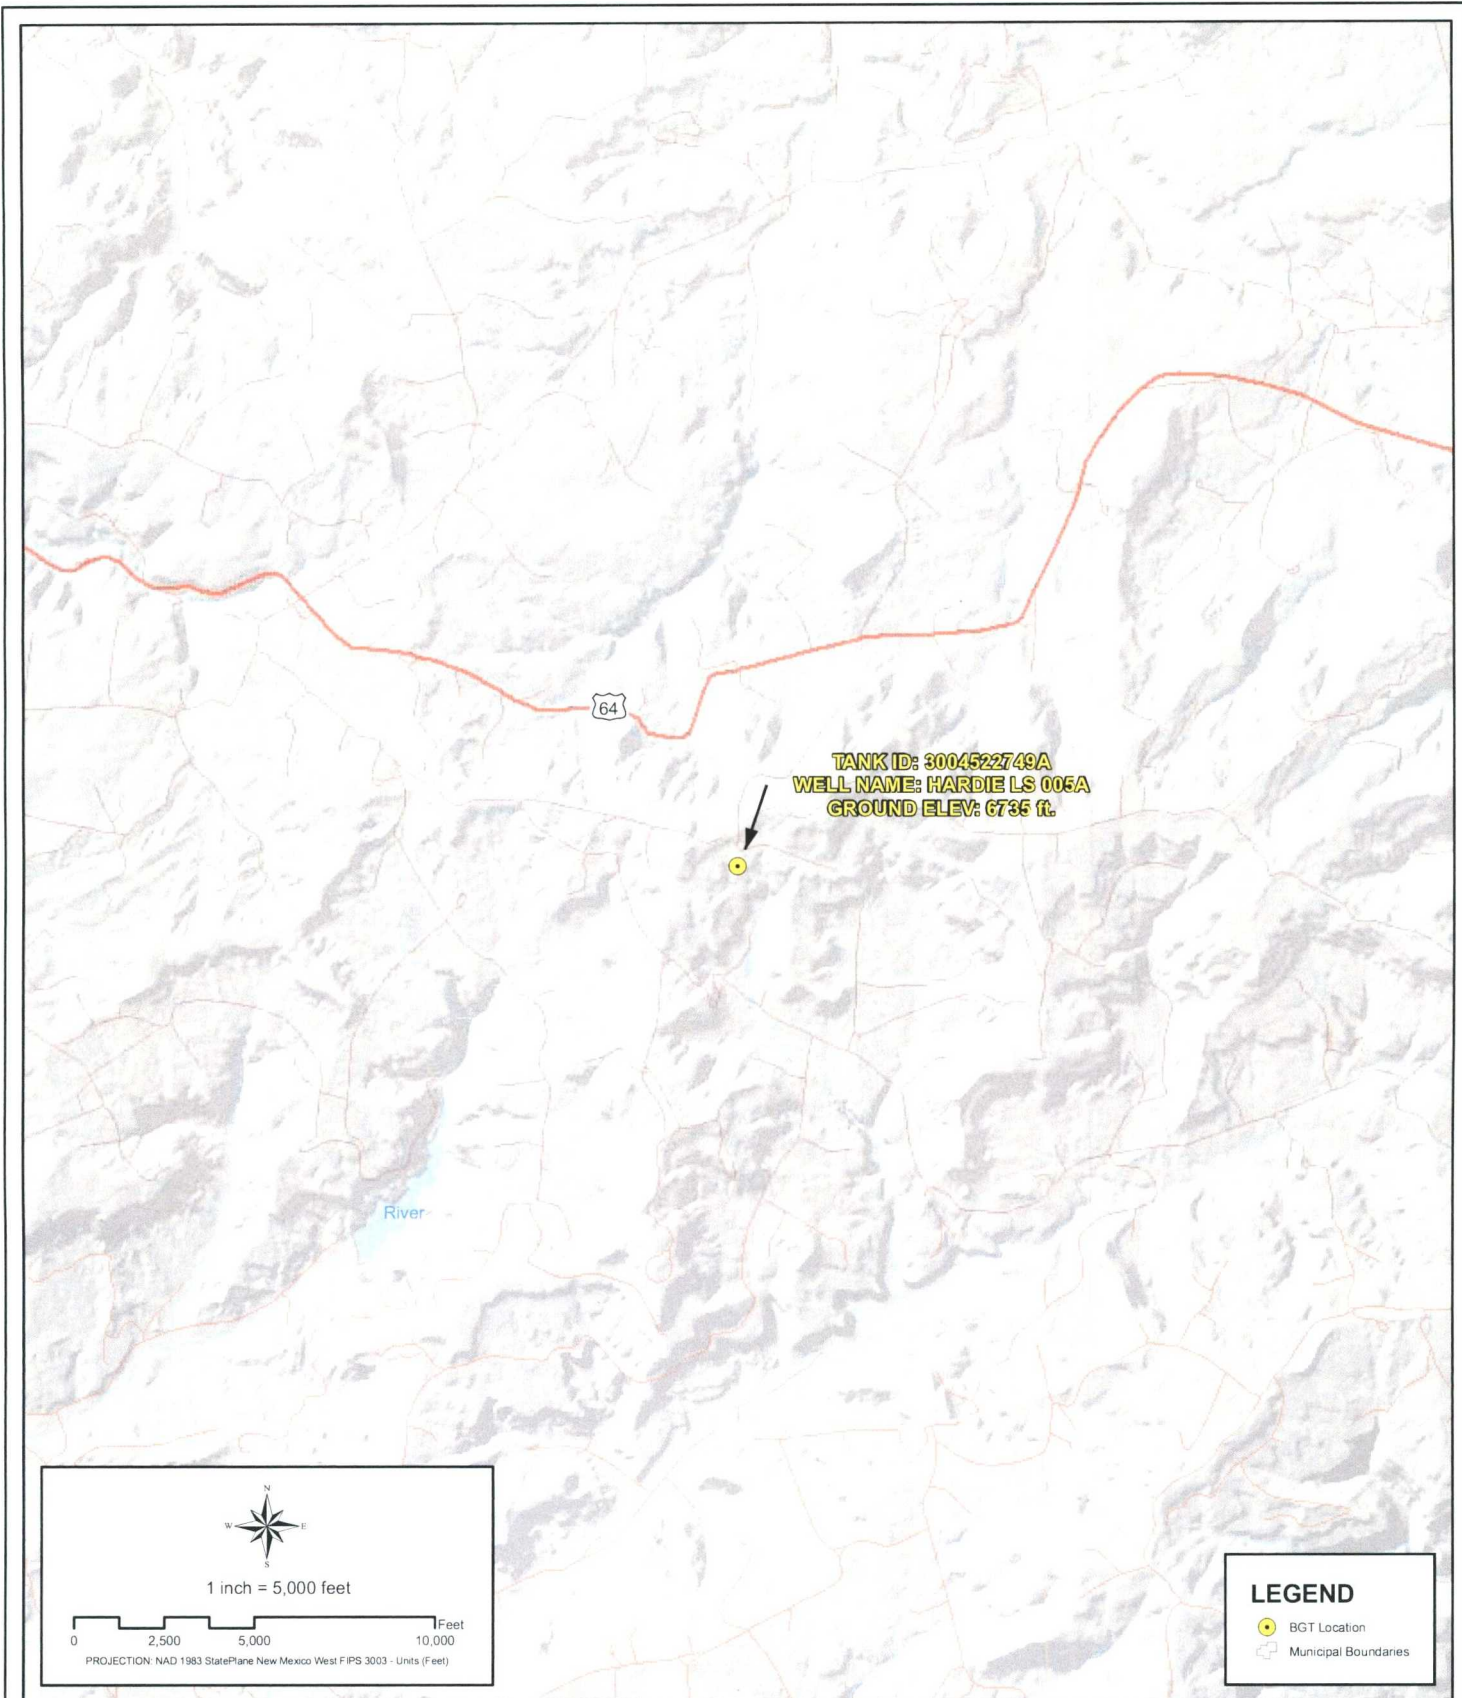 64
TANK ID: 3004522749A
WELL NAME: HARDIE LS 005A
GROUND ELEV: 6735 ft.
River
N
W E
S
1 inch = 5,000 feet
Feet
0 2,500 5,000 10,000
PROJECTION: NAD 1983 StatePlane New Mexico West FIPS 3003 - Units (Feet)
LEGEND
BGT Location
Municipal Boundaries